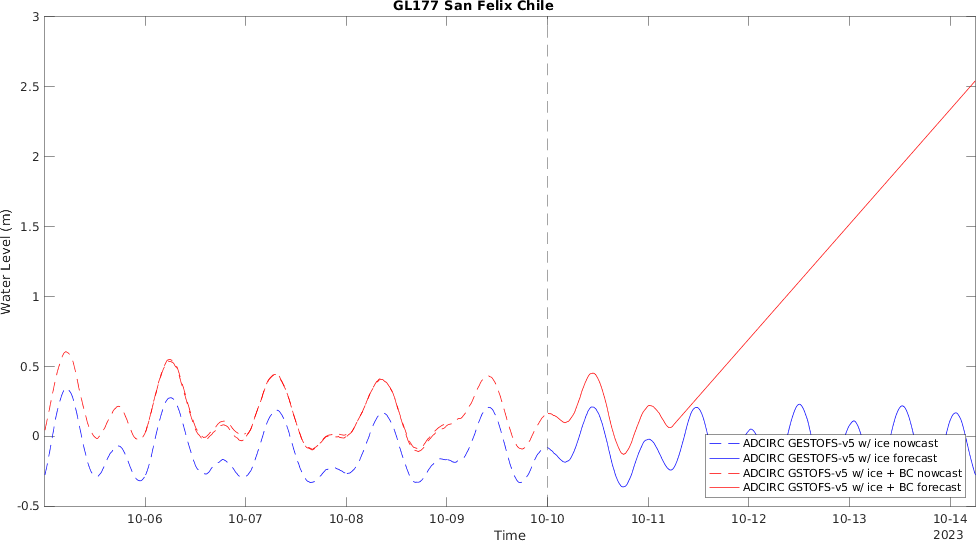 GL177 San Felix Chile
3
2.5
2
1.5
1
0.5
0
-0.5
Water Level (m)
10-06
10-07
10-08
10-09
10-10
10-11
10-12
10-13
10-14
2023
Time
ADCIRC GESTOFS-v5 w/ ice nowcast
ADCIRC GESTOFS-v5 w/ ice forecast
ADCIRC GSTOFS-v5 w/ ice + BC nowcast
ADCIRC GSTOFS-v5 w/ ice + BC forecast